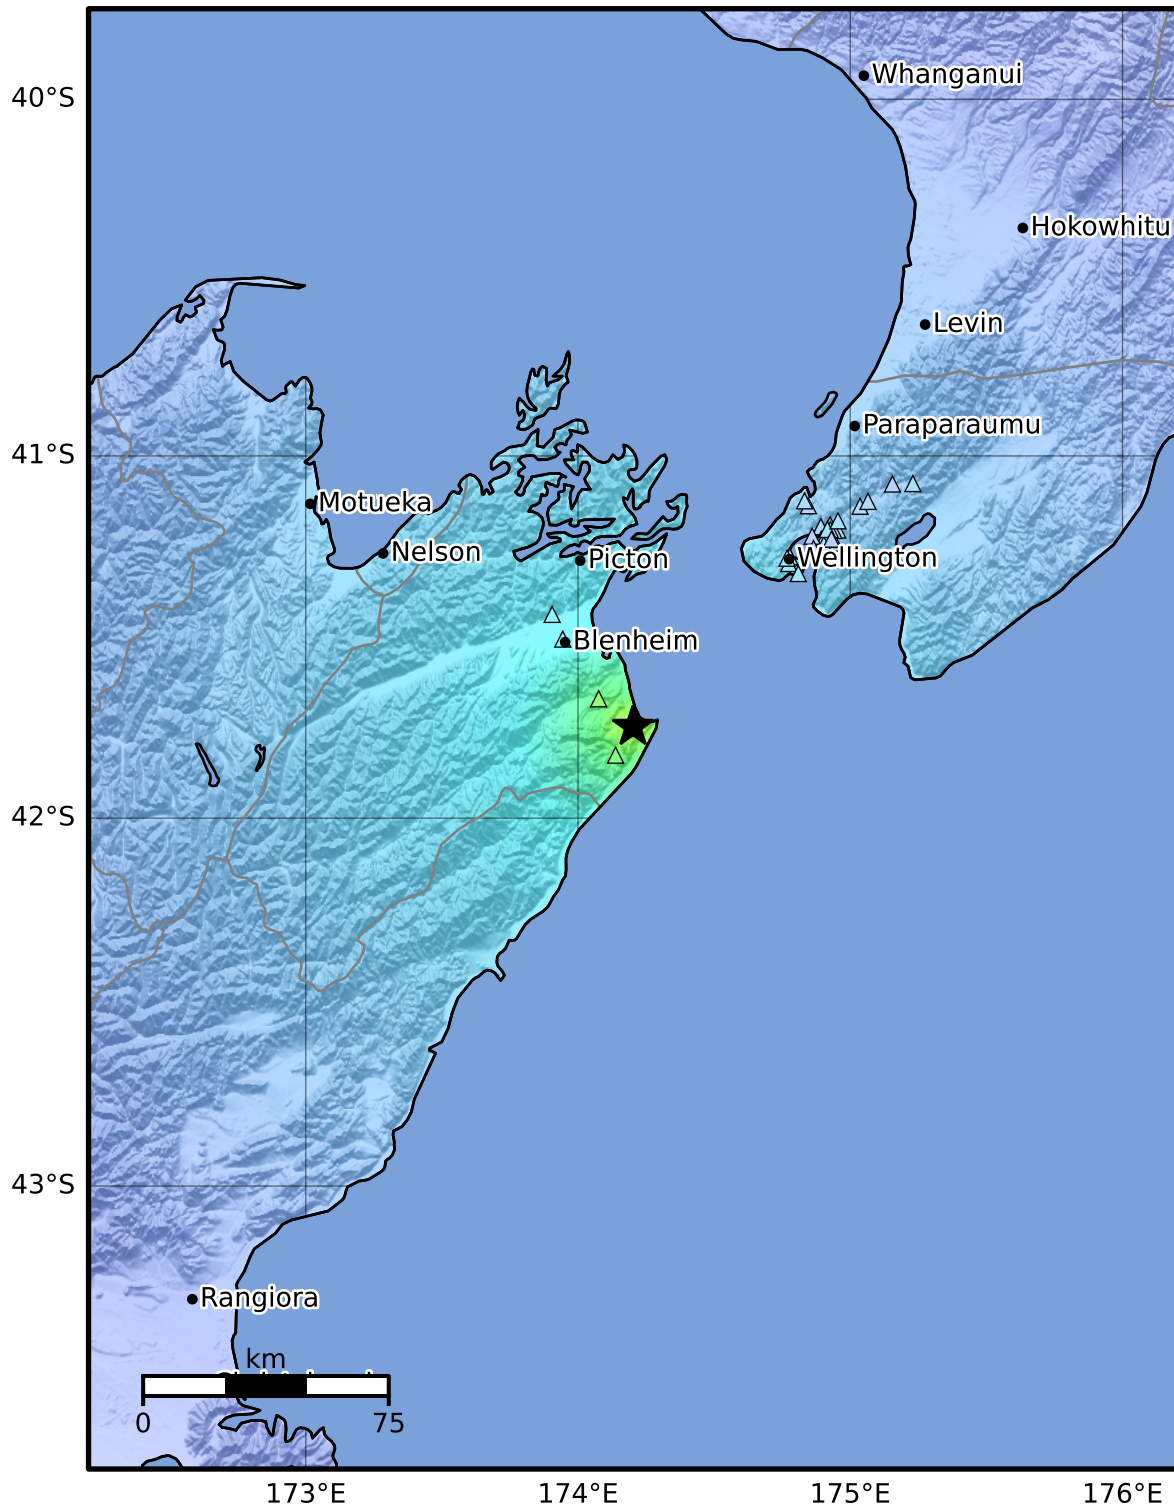 Whanganui
40°S
Hokowhitu
Levin
Paraparaumu
41°S
Motueka
Nelson
Picton
Wellington
Blenheim
42°S
43°S
Rangiora
km
0
75
173°E
174°E
175°E
176°E